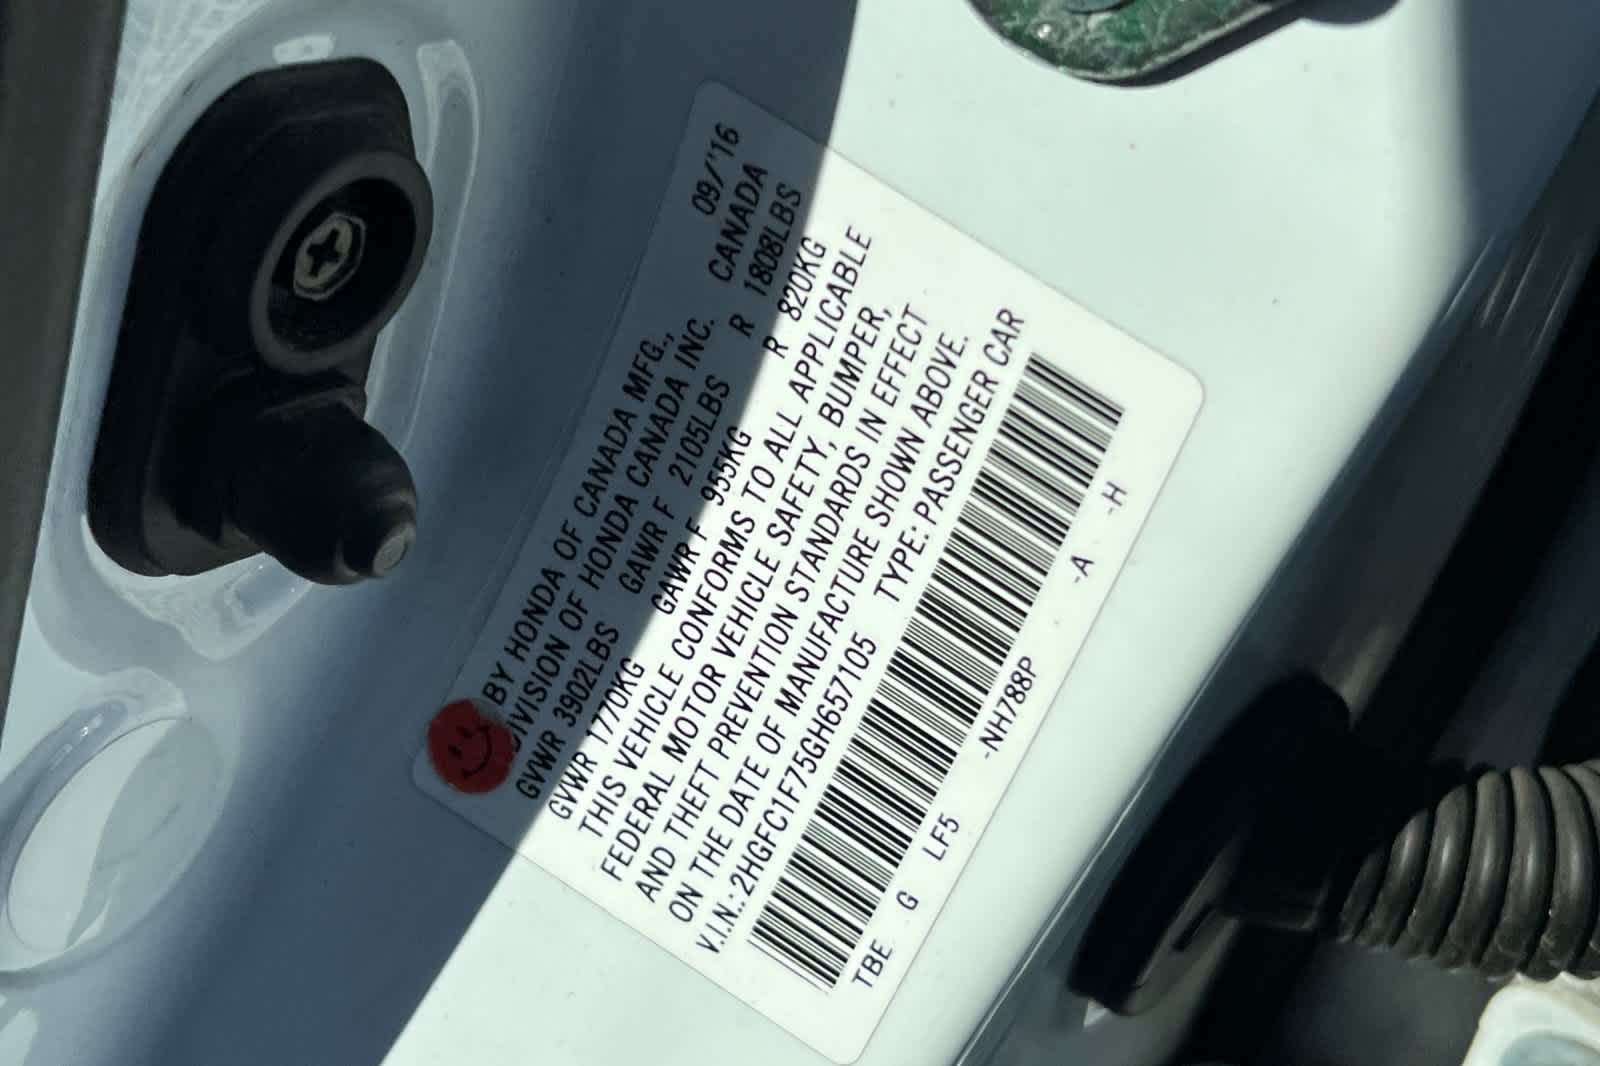 BY HONDA OF CANADA MFG., 09/'16
DIVISION OF HONDA CANADA INC. CANADA
GVWR 3902LBS GAWR F 2105LBS R 1808LBS
GVWR 1770KG GAWR F 955KG R 820KG
THIS VEHICLE CONFORMS TO ALL APPLICABLE
FEDERAL MOTOR VEHICLE SAFETY, BUMPER,
AND THEFT PREVENTION STANDARDS IN EFFECT
ON THE DATE OF MANUFACTURE SHOWN ABOVE.
V.I.N.:2HGFC1F75GH657105 TYPE: PASSENGER CAR
TBE G LF5 -NH788P -A -H